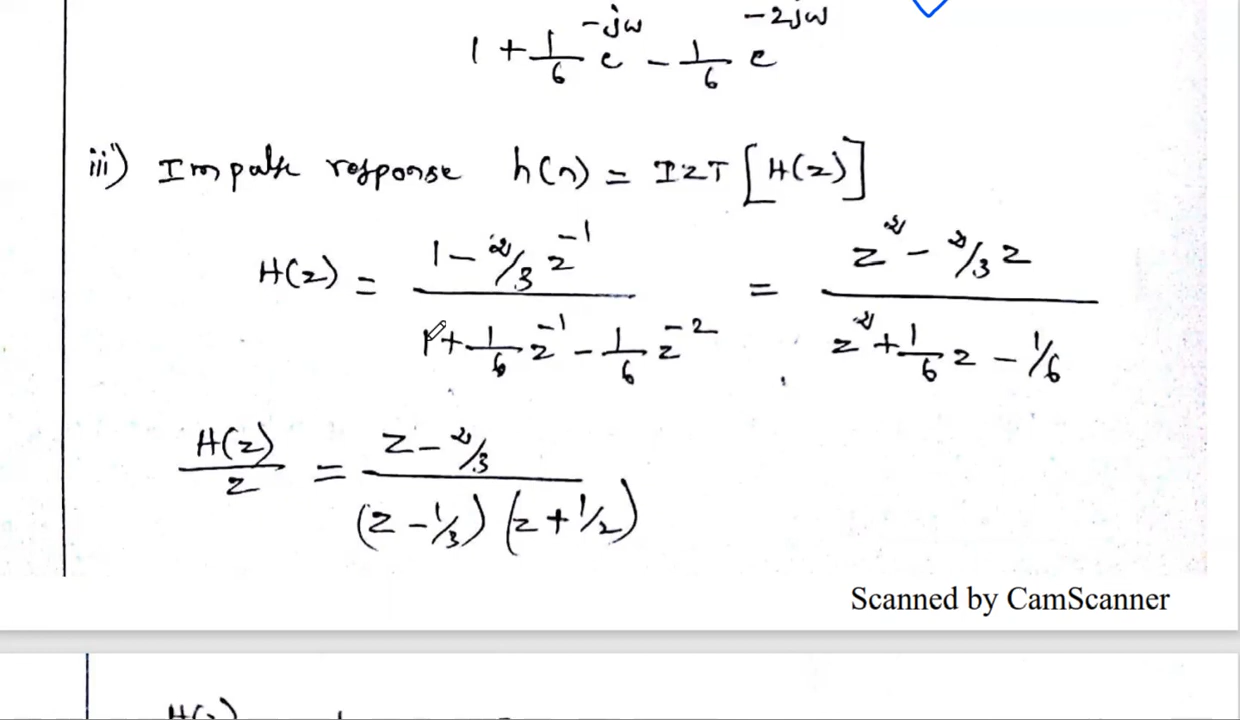 1 + 1/6 e^-jω - 1/6 e^-2jω
iii) Impulse response h(n) = IZT [H(z)]
H(z) = (1 - 2/3 z^-1) / (1 + 1/6 z^-1 - 1/6 z^-2) = (z^2 - 2/3 z) / (z^2 + 1/6 z - 1/6)
H(z)/z = (z - 2/3) / ((z - 1/3) (z + 1/2))
Scanned by CamScanner
H(z)